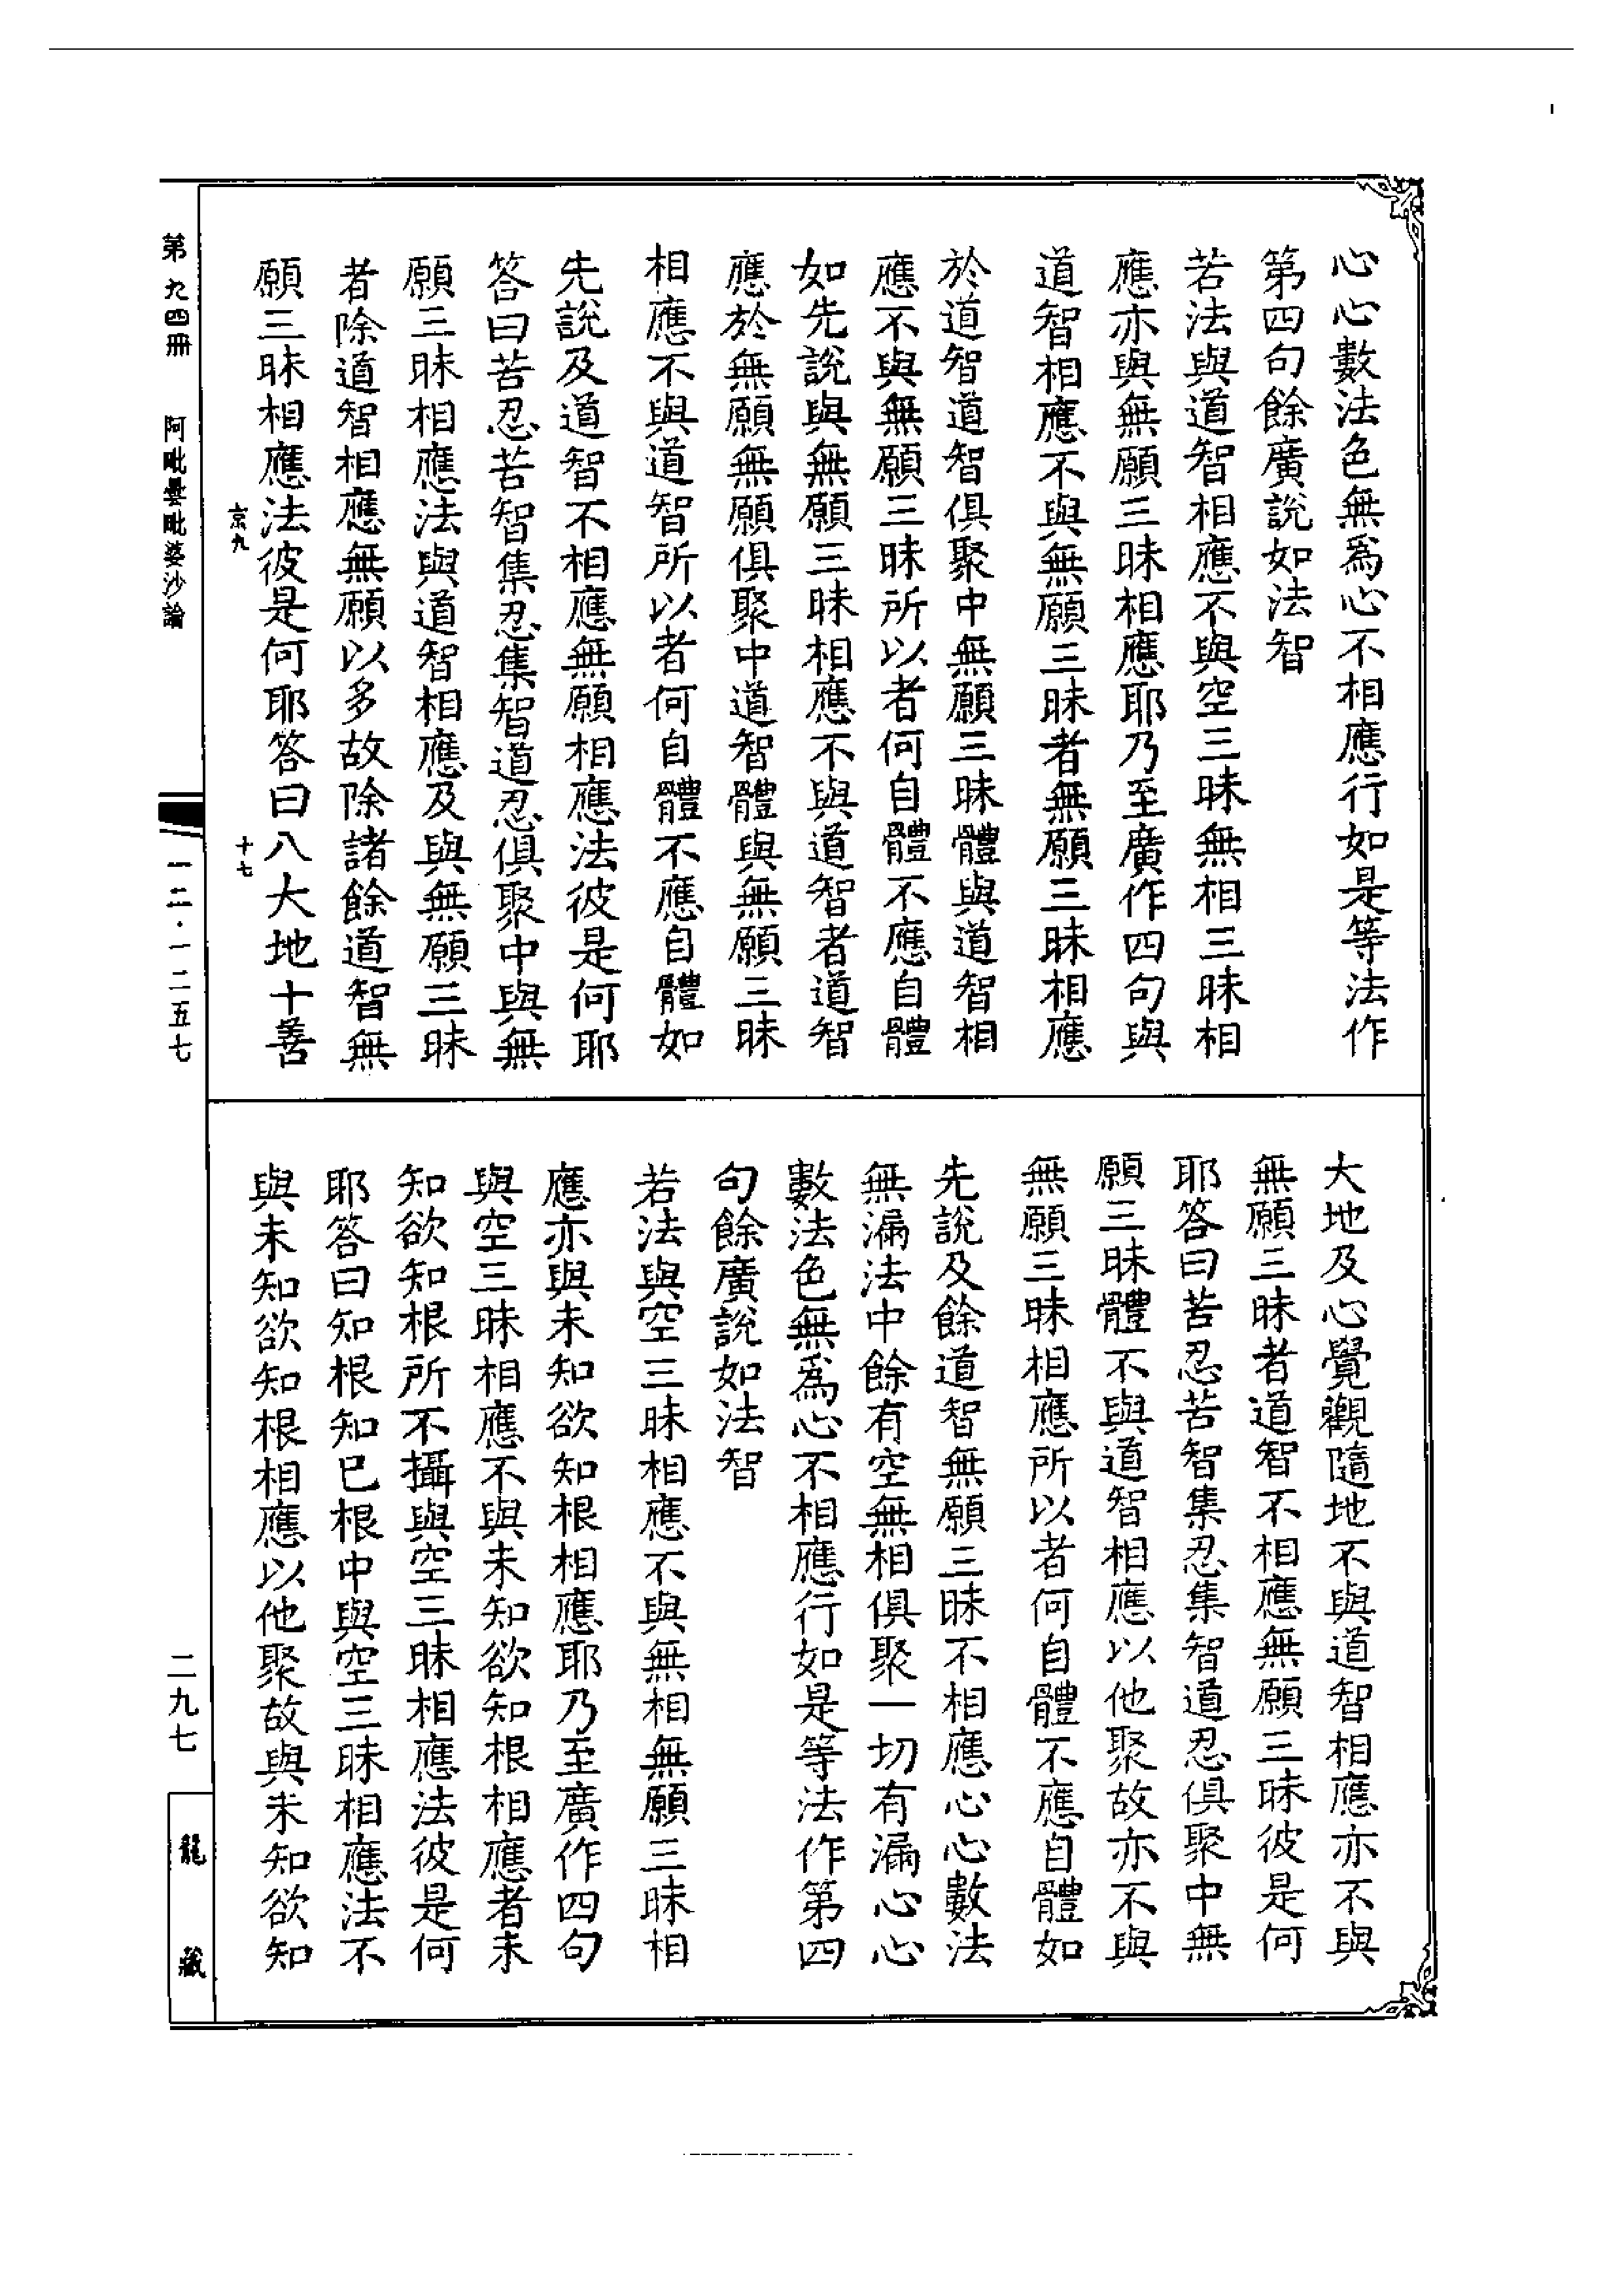 心心數法色無爲心不相應行如是等法作
第四句餘廣說如法智
若法與道智相應不與空三昧無相三昧相
應亦與無願三昧相應耶乃至廣作四句與
道智相應不與無願三昧者無願三昧相應
於道智道智俱聚中無願三昧體與道智相
應不與無願三昧所以者何自體不應自體
如先說與無願三昧相應不與道智者道智
應於無願無願俱聚中道智體與無願三昧
相應不與道智所以者何自體不應自體如
先說及道智不相應無願相應法彼是何耶
答曰苦忍苦智集忍集智道忍俱聚中與無
願三昧相應法與道智相應及與無願三昧
者除道智相應無願以多故除諸餘道智無
願三昧相應法彼是何耶答曰八大地十善
大地及心覺觀隨地不與道智相應亦不與
無願三昧者道智不相應無願三昧彼是何
耶答曰苦忍苦智集忍集智道忍俱聚中無
願三昧體不與道智相應以他聚故亦不與
無願三昧相應所以者何自體不應自體如
先說及餘道智無願三昧不相應心心數法
無漏法中餘有空無相俱聚一切有漏心心
數法色無爲心不相應行如是等法作第四
句餘廣說如法智
若法與空三昧相應不與無相無願三昧相
應亦與未知欲知根相應耶乃至廣作四句
與空三昧相應不與未知欲知根相應者未
知欲知根所不攝與空三昧相應法彼是何
耶答曰知根知已根中與空三昧相應法不
與未知欲知根相應以他聚故與未知欲知
第九四冊
阿毗曇毗婆沙論
京九
十七
一二·一二五七
二九七
龍藏